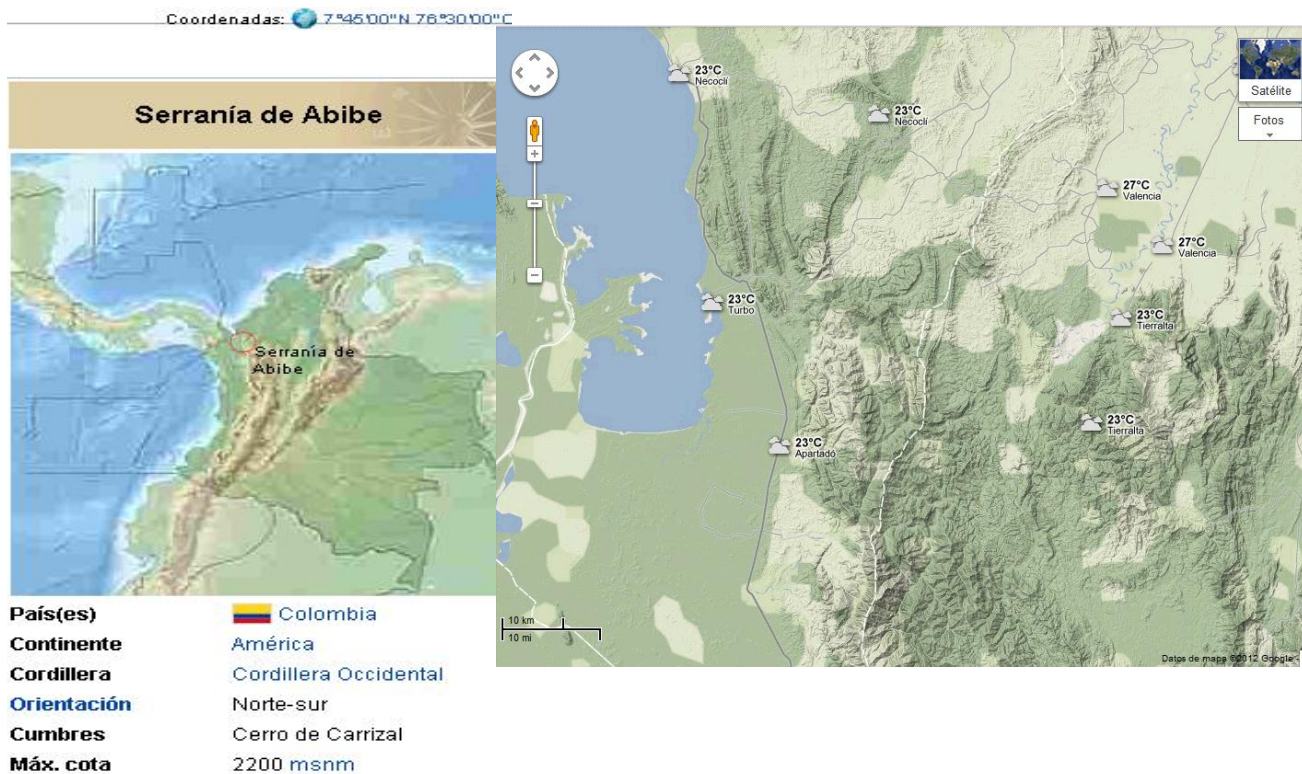 Coordenadas: 7°45'00"N 76°30'00"O
Serranía de Abibe
Serranía de
Abibe
País(es) Colombia
Continente América
Cordillera Cordillera Occidental
Orientación Norte-sur
Cumbres Cerro de Carrizal
Máx. cota 2200 msnm
23°C
Necoclí
23°C
Necoclí
Satélite
Fotos
27°C
Valencia
27°C
Valencia
23°C
Turbo
23°C
Tierralta
23°C
Tierralta
23°C
Apartadó
10 km
10 mi
Datos de mapa ©2012 Google -